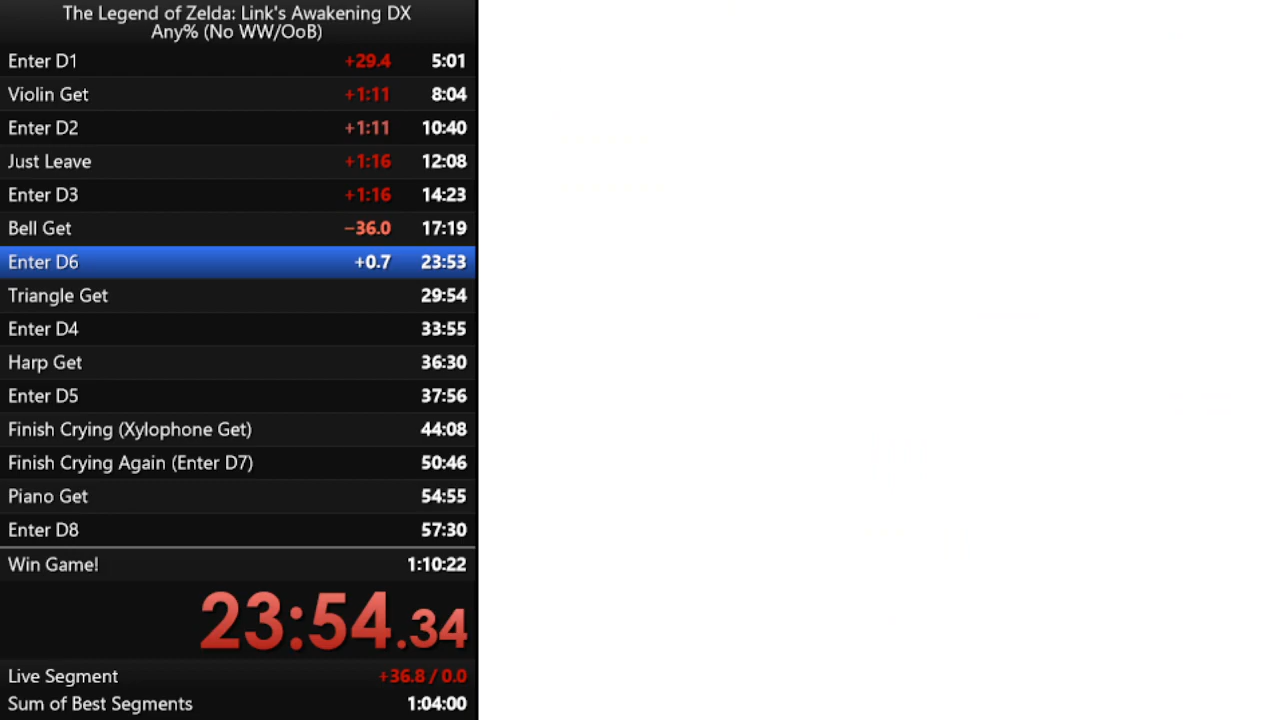 The Legend of Zelda: Link's Awakening DX
Any% (No WW/OoB)
Enter D1 +29.4 5:01
Violin Get +1:11 8:04
Enter D2 +1:11 10:40
Just Leave +1:16 12:08
Enter D3 +1:16 14:23
Bell Get −36.0 17:19
Enter D6 +0.7 23:53
Triangle Get 29:54
Enter D4 33:55
Harp Get 36:30
Enter D5 37:56
Finish Crying (Xylophone Get) 44:08
Finish Crying Again (Enter D7) 50:46
Piano Get 54:55
Enter D8 57:30
Win Game! 1:10:22
23:54.34
Live Segment +36.8 / 0.0
Sum of Best Segments 1:04:00